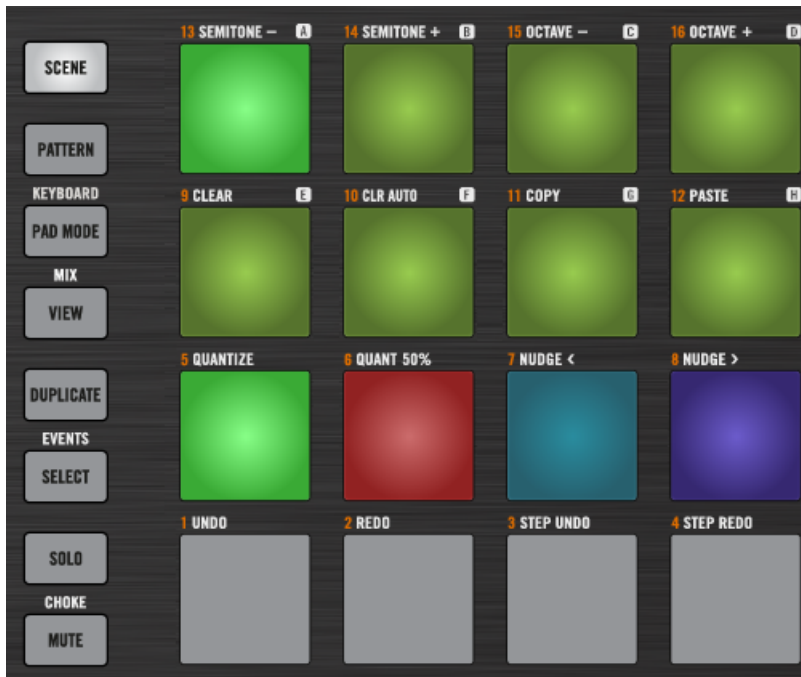 13 SEMITONE − A
14 SEMITONE + B
15 OCTAVE − C
16 OCTAVE + D
SCENE
PATTERN
KEYBOARD
9 CLEAR E
10 CLR AUTO F
11 COPY G
12 PASTE H
PAD MODE
MIX
VIEW
5 QUANTIZE
6 QUANT 50%
7 NUDGE <
8 NUDGE >
DUPLICATE
EVENTS
SELECT
1 UNDO
2 REDO
3 STEP UNDO
4 STEP REDO
SOLO
CHOKE
MUTE